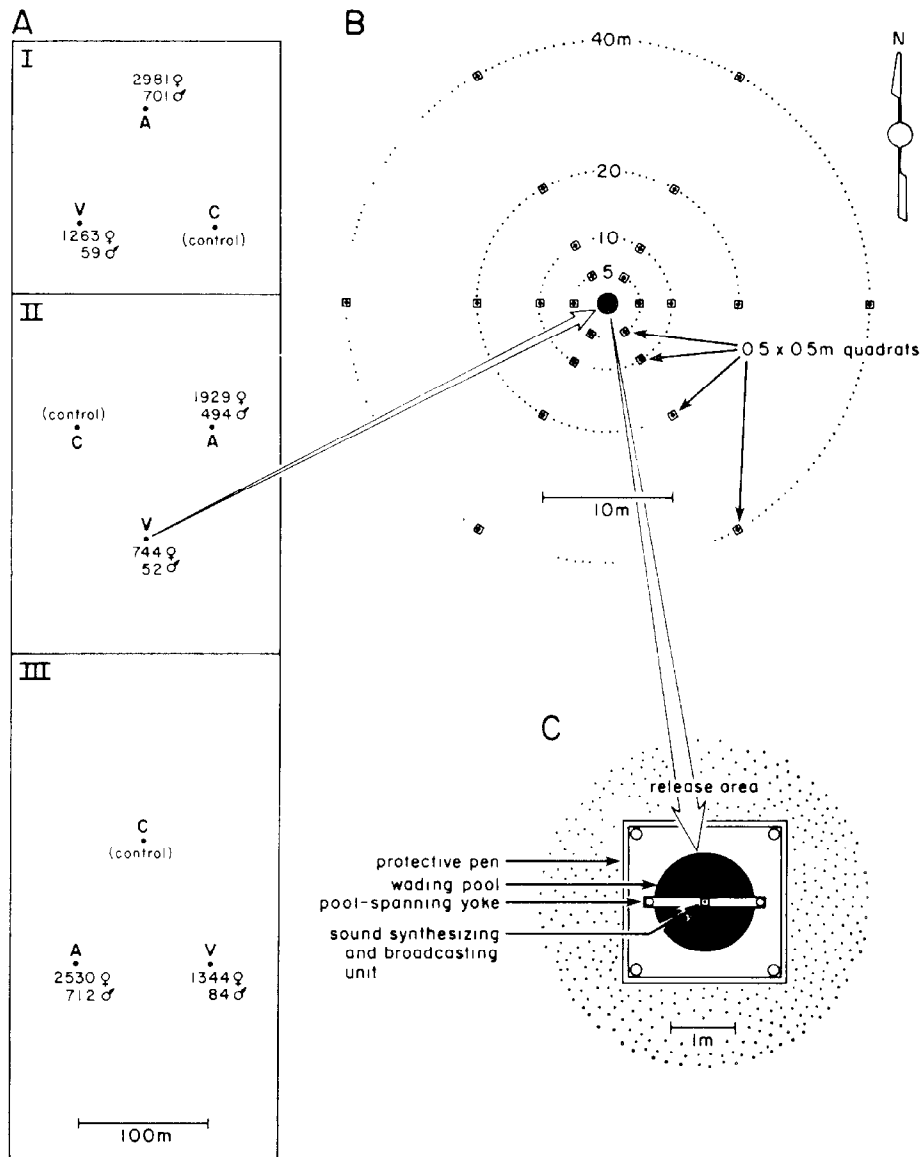 A
I
2981 ♀
701 ♂
A
V
1263 ♀
59 ♂
C
(control)
II
(control)
C
1929 ♀
494 ♂
A
V
744 ♀
52 ♂
III
C
(control)
A
2530 ♀
712 ♂
V
1344 ♀
84 ♂
100m
B
40m
20
10
5
N
0.5 x 0.5m quadrats
10m
C
release area
protective pen
wading pool
pool-spanning yoke
sound synthesizing
and broadcasting
unit
1m